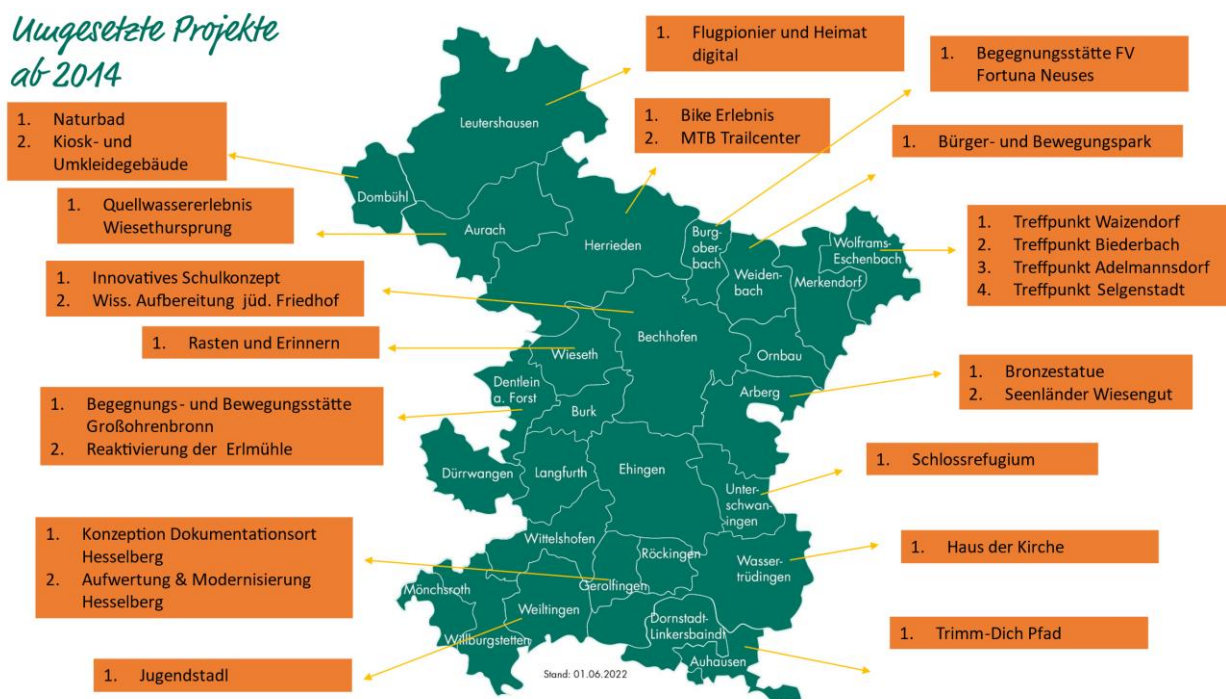 Umgesetzte Projekte
ab 2014
1. Flugpionier und Heimat
digital
1. Begegnungsstätte FV
Fortuna Neuses
1. Naturbad
2. Kiosk- und
Umkleidegebäude
1. Bike Erlebnis
2. MTB Trailcenter
1. Bürger- und Bewegungspark
1. Quellwassererlebnis
Wiesethursprung
1. Treffpunkt Waizendorf
2. Treffpunkt Biederbach
3. Treffpunkt Adelmannsdorf
4. Treffpunkt Selgenstadt
1. Innovatives Schulkonzept
2. Wiss. Aufbereitung jüd. Friedhof
1. Rasten und Erinnern
1. Bronzestatue
2. Seenländer Wiesengut
1. Begegnungs- und Bewegungsstätte
Großohrenbronn
2. Reaktivierung der Erlmühle
1. Schlossrefugium
1. Konzeption Dokumentationsort
Hesselberg
2. Aufwertung & Modernisierung
Hesselberg
1. Haus der Kirche
1. Trimm-Dich Pfad
1. Jugendstadl
Leutershausen
Dombühl
Aurach
Herrieden
Burg-
ober-
bach
Weiden-
bach
Wolframs-
Eschenbach
Merkendorf
Bechhofen
Wieseth
Ornbau
Dentlein
a. Forst
Arberg
Burk
Dürrwangen
Langfurth
Ehingen
Unter-
schwan-
ingen
Wittelshofen
Röckingen
Wasser-
trüdingen
Gerolfingen
Mönchsroth
Weiltingen
Willburgstetten
Dornstadt-
Linkersbaindt
Auhausen
Stand: 01.06.2022